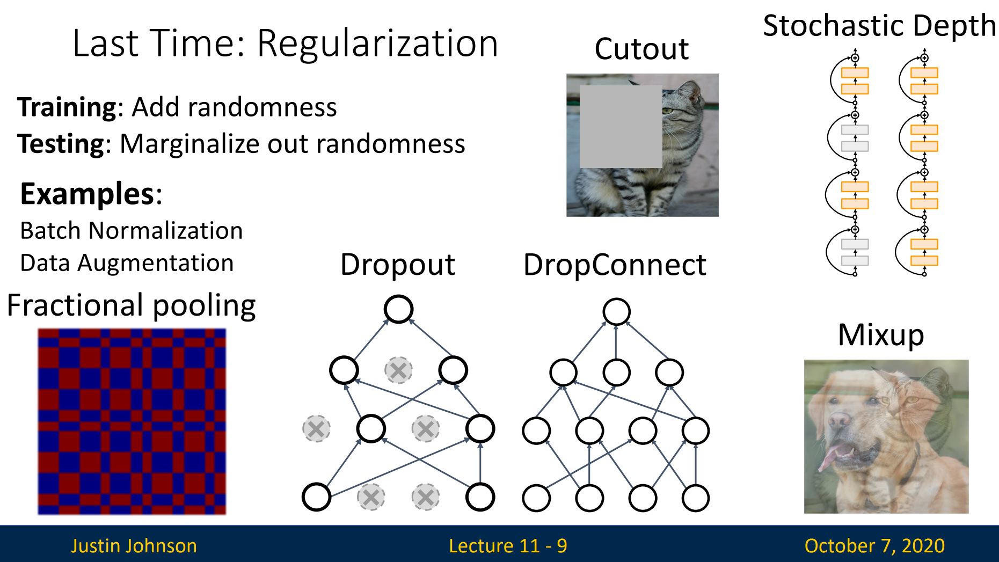 Last Time: Regularization
Training: Add randomness
Testing: Marginalize out randomness
Examples:
Batch Normalization
Data Augmentation
Fractional pooling
Dropout
DropConnect
Cutout
Stochastic Depth
Mixup
Justin Johnson
Lecture 11 - 9
October 7, 2020